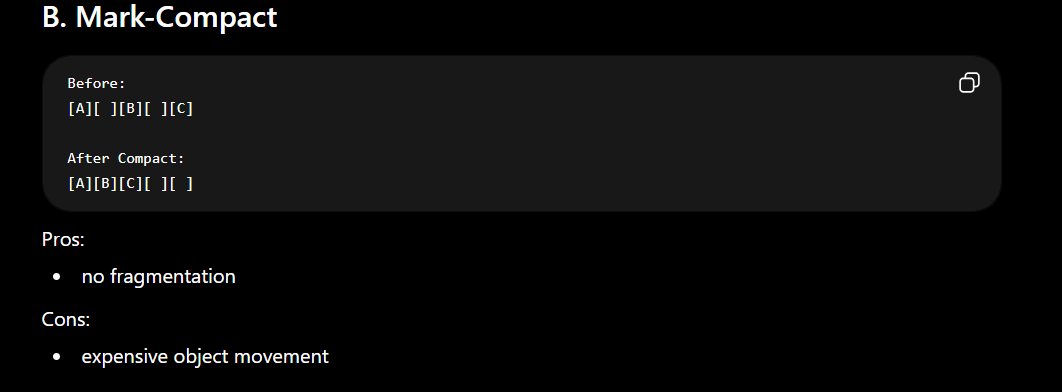 B. Mark-Compact
Before:
[A][ ][B][ ][C]
After Compact:
[A][B][C][ ][ ]
Pros:
• no fragmentation
Cons:
• expensive object movement